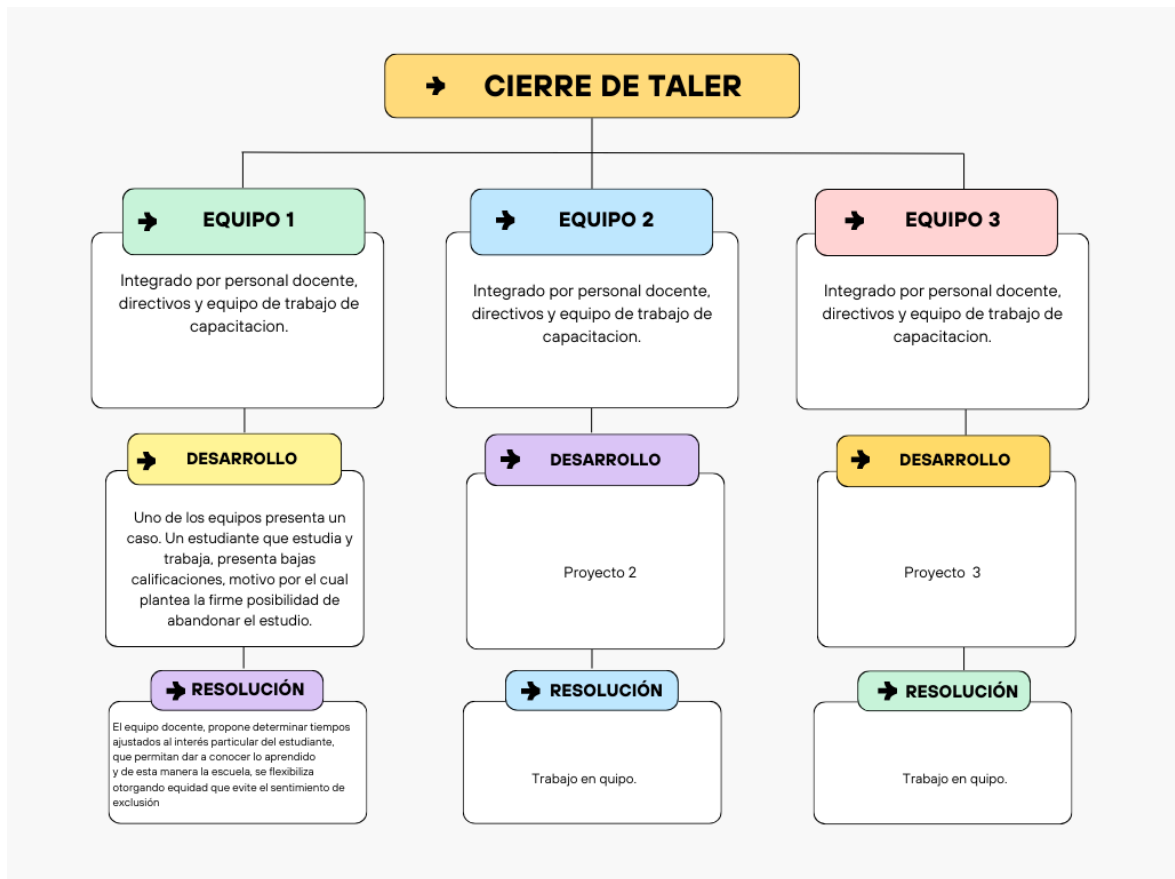 CIERRE DE TALER
EQUIPO 1
Integrado por personal docente,
directivos y equipo de trabajo de
capacitacion.
DESARROLLO
Uno de los equipos presenta un
caso. Un estudiante que estudia y
trabaja, presenta bajas
calificaciones, motivo por el cual
plantea la firme posibilidad de
abandonar el estudio.
RESOLUCIÓN
El equipo docente, propone determinar tiempos
ajustados al interés particular del estudiante,
que permitan dar a conocer lo aprendido
y de esta manera la escuela, se flexibiliza
otorgando equidad que evite el sentimiento de
exclusión
EQUIPO 2
Integrado por personal docente,
directivos y equipo de trabajo de
capacitacion.
DESARROLLO
Proyecto 2
RESOLUCIÓN
Trabajo en quipo.
EQUIPO 3
Integrado por personal docente,
directivos y equipo de trabajo de
capacitacion.
DESARROLLO
Proyecto 3
RESOLUCIÓN
Trabajo en quipo.